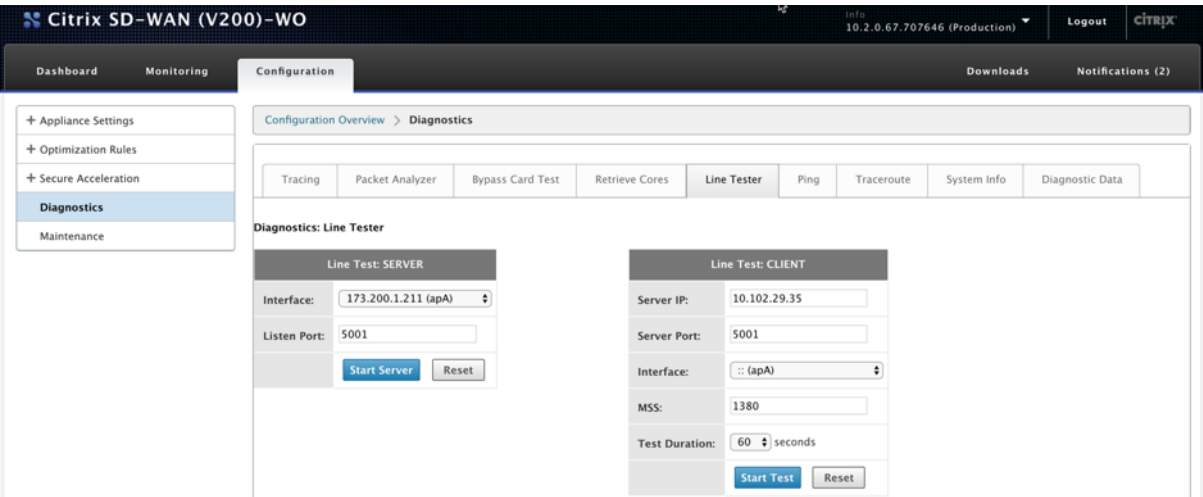 Citrix SD-WAN (V200)-WO
Info
10.2.0.67.707646 (Production)
Logout
CITRIX
Dashboard Monitoring Configuration Downloads Notifications (2)
+ Appliance Settings
+ Optimization Rules
+ Secure Acceleration
Diagnostics
Maintenance
Configuration Overview > Diagnostics
Tracing Packet Analyzer Bypass Card Test Retrieve Cores Line Tester Ping Traceroute System Info Diagnostic Data
Diagnostics: Line Tester
Line Test: SERVER
Interface: 173.200.1.211 (apA)
Listen Port: 5001
Start Server Reset
Line Test: CLIENT
Server IP: 10.102.29.35
Server Port: 5001
Interface: :: (apA)
MSS: 1380
Test Duration: 60 seconds
Start Test Reset